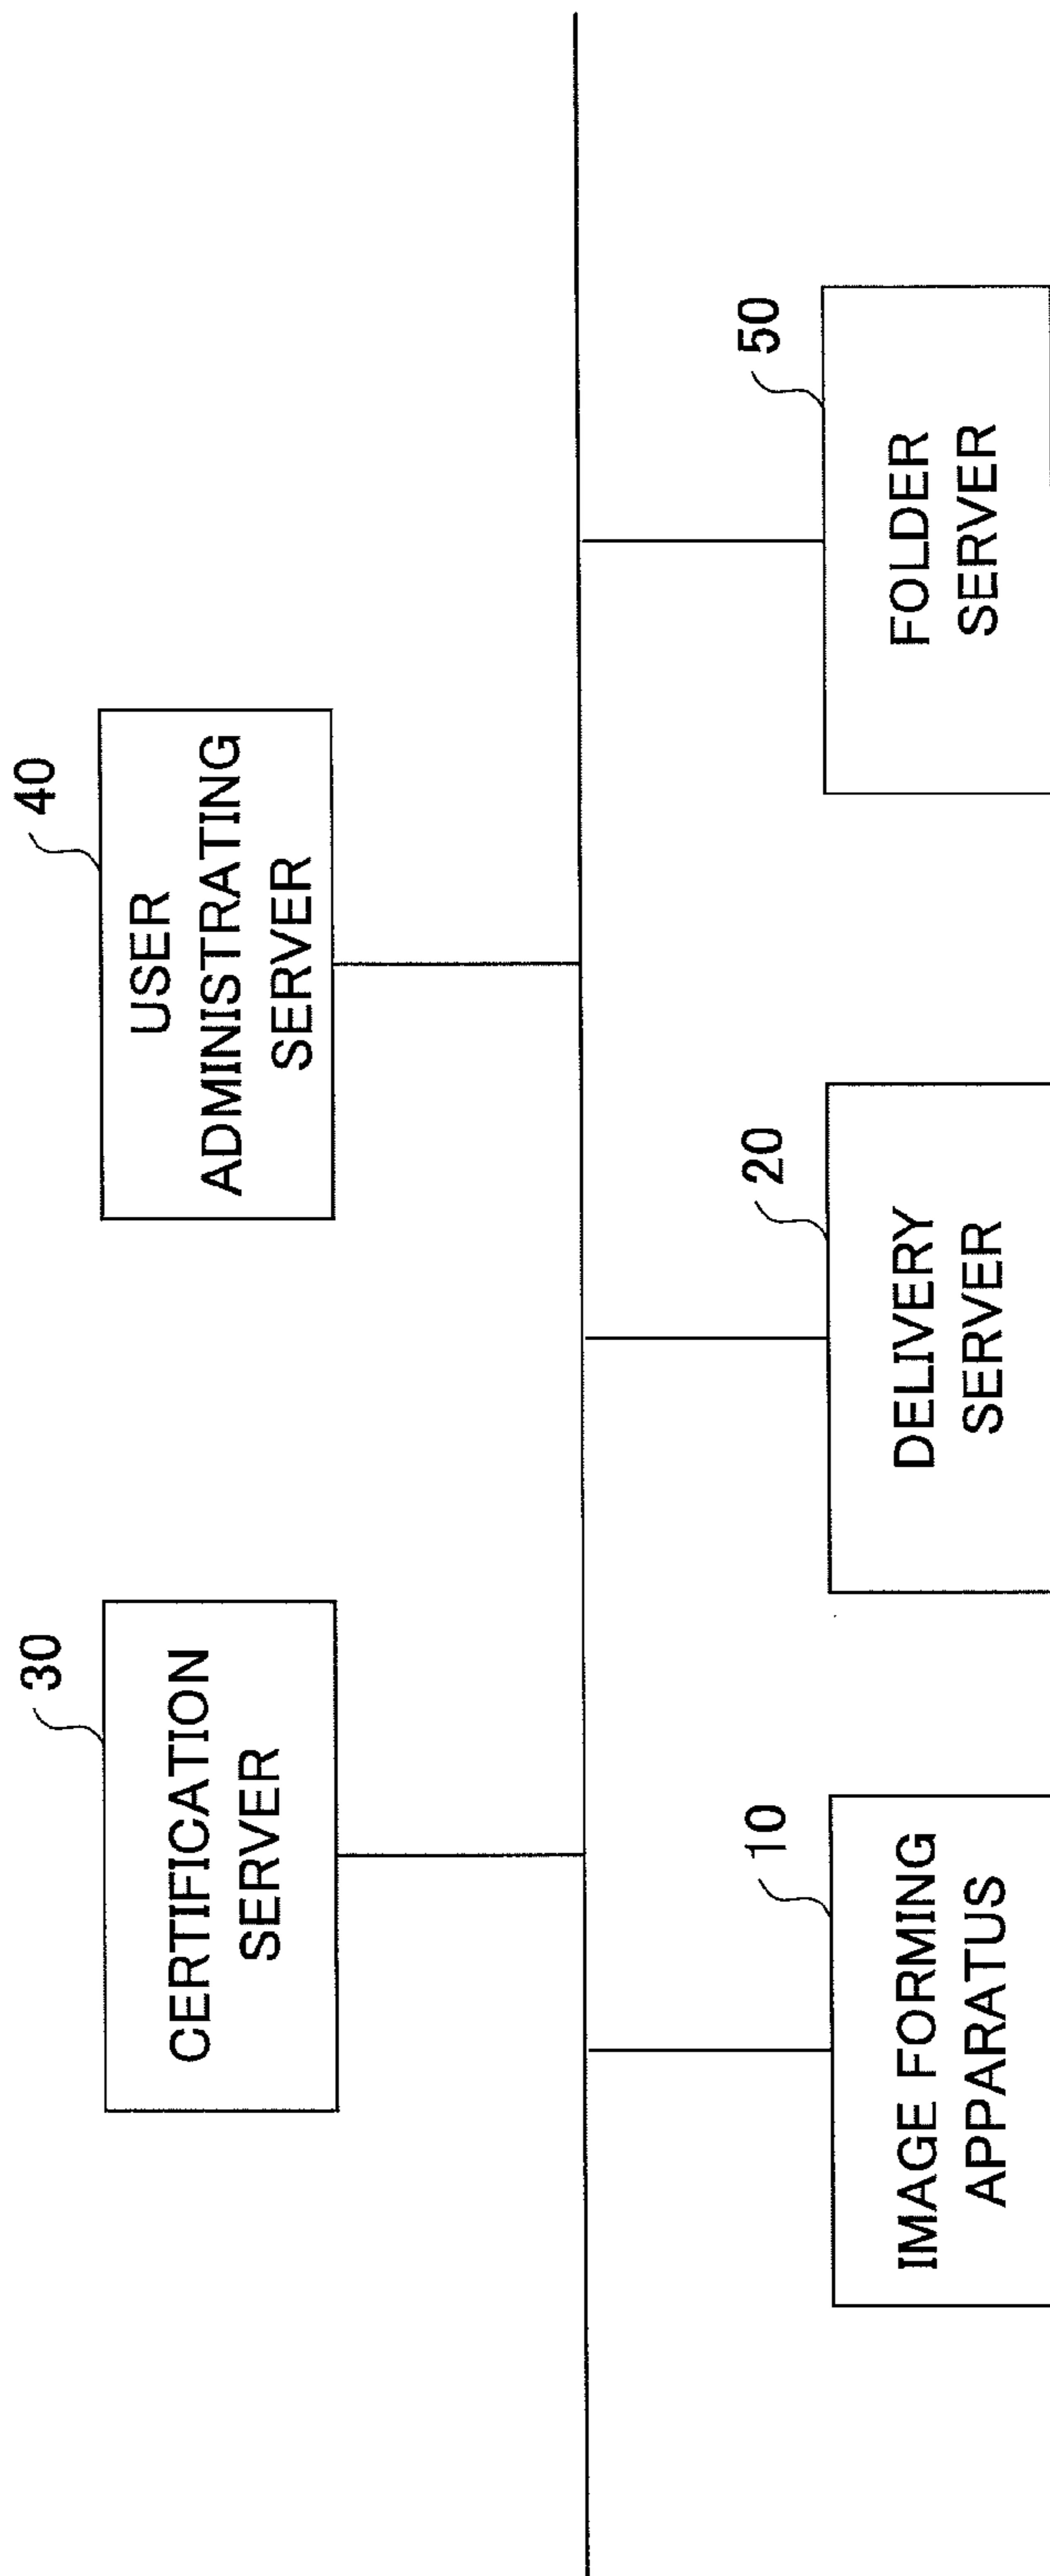 30
CERTIFICATION
SERVER
40
USER
ADMINISTRATING
SERVER
10
IMAGE FORMING
APPARATUS
20
DELIVERY
SERVER
50
FOLDER
SERVER